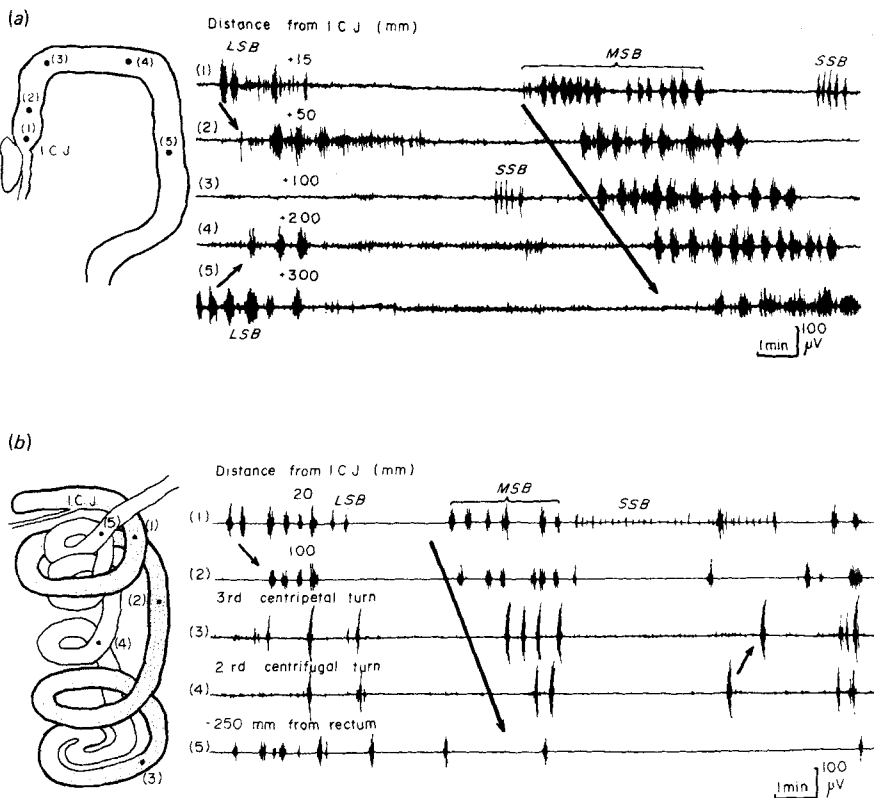 (a)
Distance from I C J (mm)
LSB
MSB
SSB
(3)
(4)
(2)
(1)
I C J
(5)
(1)
+15
(2)
+50
SSB
(3)
+100
(4)
+200
(5)
+300
LSB
1min
100
µV
(b)
Distance from I C J (mm)
I C J
(5)
(1)
(2)
(4)
(3)
20
LSB
MSB
SSB
(1)
100
(2)
3rd centripetal turn
(3)
2rd centrifugal turn
(4)
-250 mm from rectum
(5)
1min
100
µV